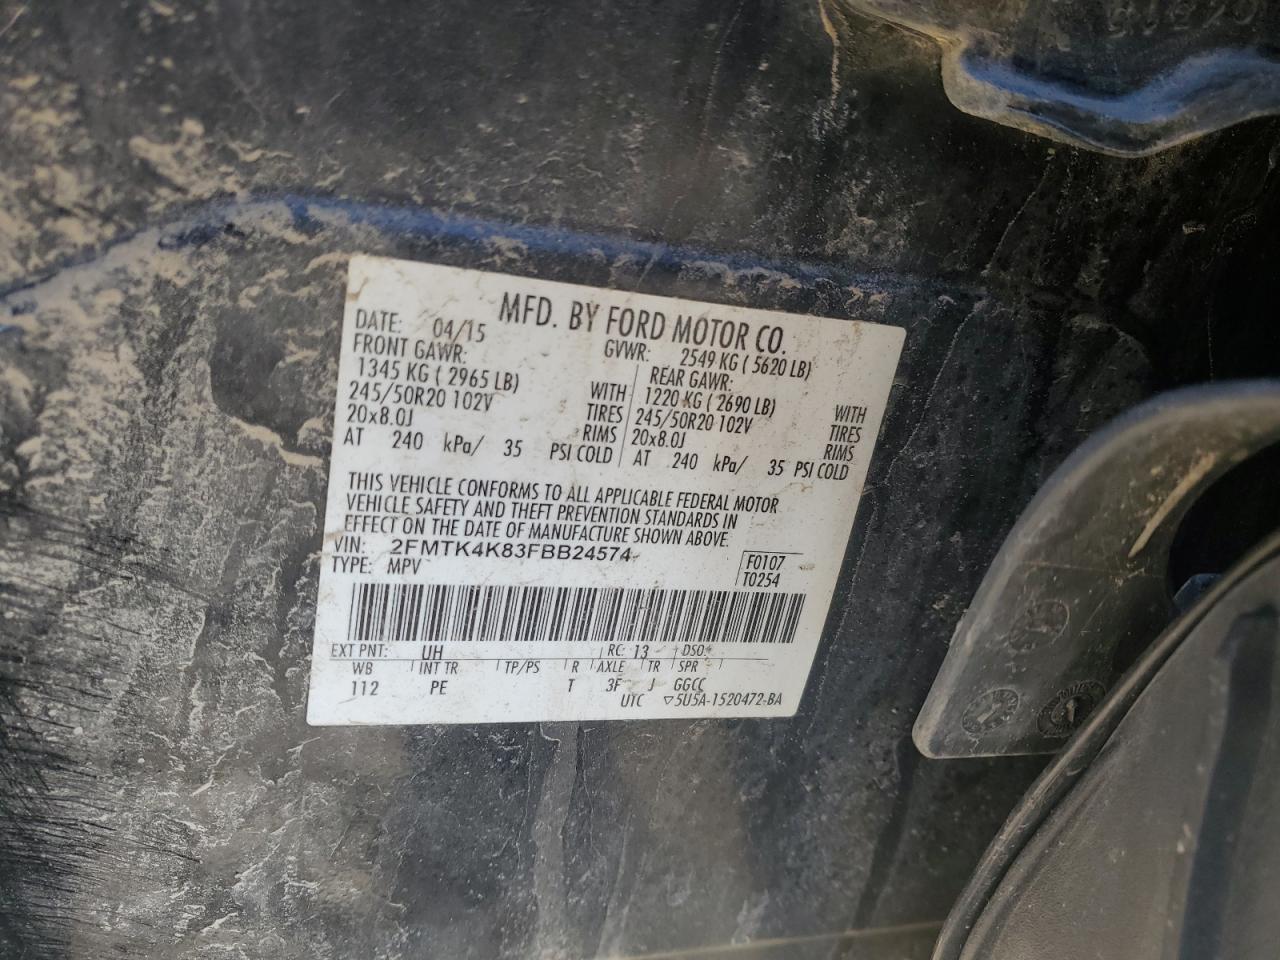 MFD. BY FORD MOTOR CO.
DATE: 04/15 GVWR: 2549 KG ( 5620 LB)
FRONT GAWR: REAR GAWR:
1345 KG ( 2965 LB) WITH 1220 KG ( 2690 LB) WITH
245/50R20 102V TIRES 245/50R20 102V TIRES
20x8.0J RIMS 20x8.0J RIMS
AT 240 kPa/ 35 PSI COLD AT 240 kPa/ 35 PSI COLD
THIS VEHICLE CONFORMS TO ALL APPLICABLE FEDERAL MOTOR
VEHICLE SAFETY AND THEFT PREVENTION STANDARDS IN
EFFECT ON THE DATE OF MANUFACTURE SHOWN ABOVE.
VIN: 2FMTK4K83FBB24574
TYPE: MPV
F0107
T0254
EXT PNT: UH RC: 13 DSO:
WB INT TR TP/PS R AXLE TR SPR
112 PE T 3F J GGCC
UTC ▽5U5A-1520472-BA